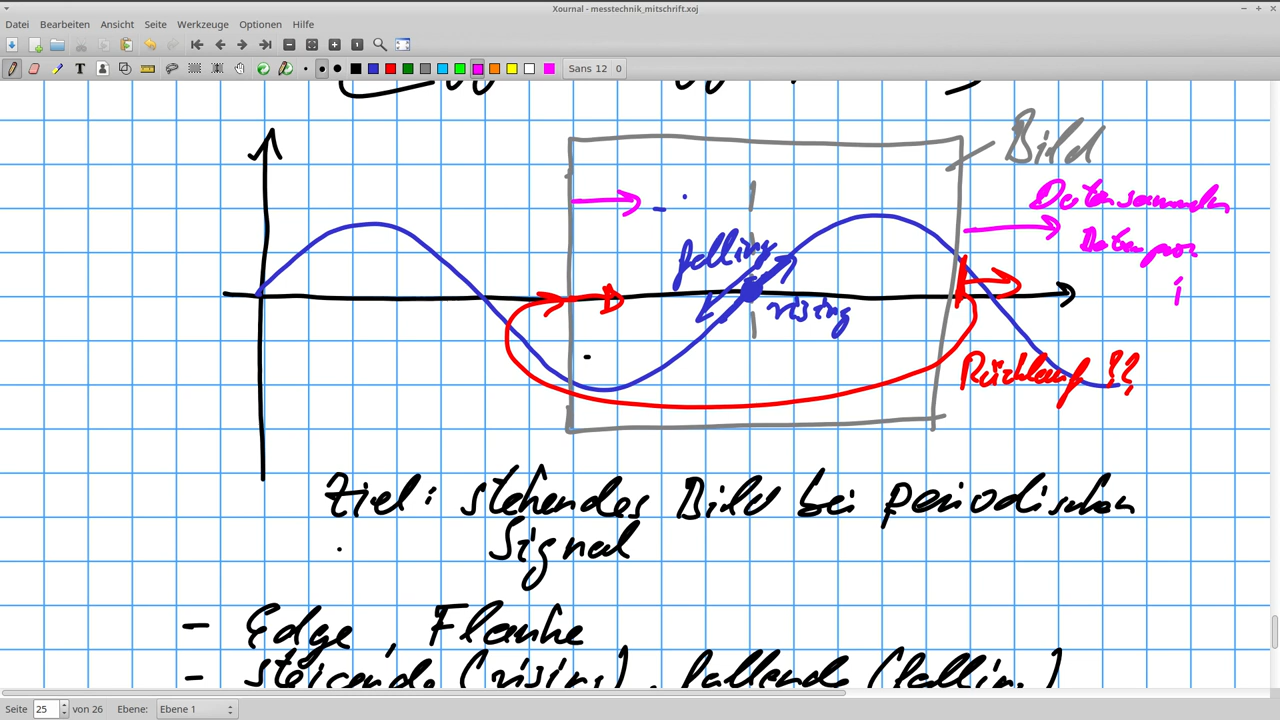 Xournal - messtechnik_mitschrift.xoj
Datei Bearbeiten Ansicht Seite Werkzeuge Optionen Hilfe
Sans 12 0
Bild
Datensammeln
falling
rising
Rücklauf !!
Ziel: stehendes Bild bei periodischen
Signal
- Edge, Flanke
- steigende (rising), fallende (falling)
Seite 25 von 26 Ebene: Ebene 1